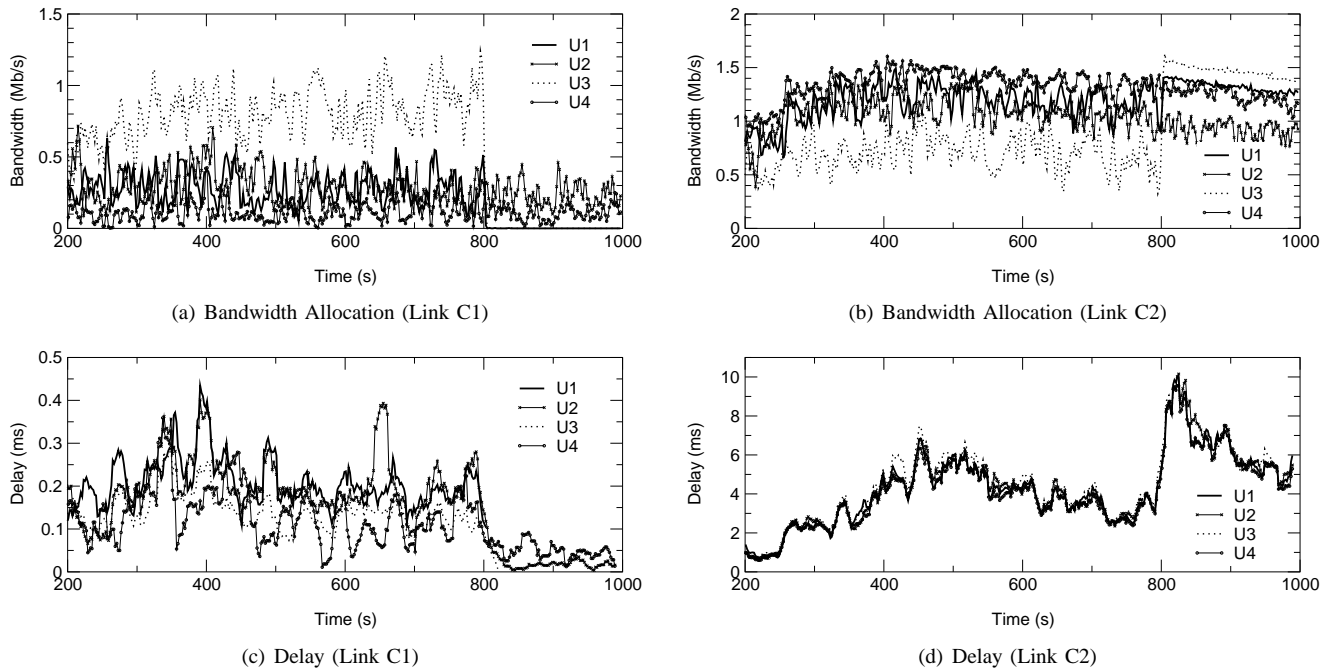 1.5
1
0.5
0
Bandwidth (Mb/s)
U1
U2
U3
U4
200
400
600
800
1000
Time (s)
(a) Bandwidth Allocation (Link C1)
2
1.5
1
0.5
0
Bandwidth (Mb/s)
U1
U2
U3
U4
200
400
600
800
1000
Time (s)
(b) Bandwidth Allocation (Link C2)
0.5
0.4
0.3
0.2
0.1
0
Delay (ms)
U1
U2
U3
U4
200
400
600
800
1000
Time (s)
(c) Delay (Link C1)
10
8
6
4
2
0
Delay (ms)
U1
U2
U3
U4
200
400
600
800
1000
Time (s)
(d) Delay (Link C2)